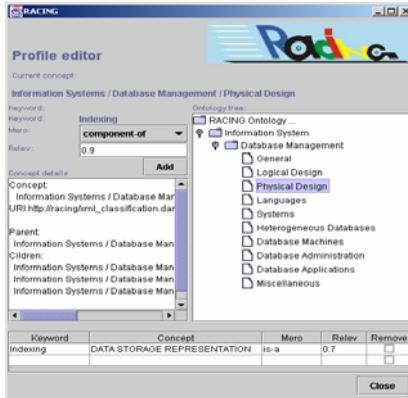 RACING
Racing
Profile editor
Current concept:
Information Systems / Database Management / Physical Design
Keyword:
Keyword: Indexing
Mero: component-of
Relev: 0.9
Add
Concept details
Concept:
Information Systems / Database Man
URI:http://racing/xml_classification.dar
Parent:
Information Systems / Database Man
Cildren:
Information Systems / Database Man
Information Systems / Database Man
Information Systems / Database Man
Ontology tree:
RACING Ontology ...
Information System
Database Management
General
Logical Design
Physical Design
Languages
Systems
Heterogeneous Databases
Database Machines
Database Administration
Database Applications
Miscellaneous
Keyword Concept Mero Relev Remove
Indexing DATA STORAGE REPRESENTATION is-a 0.7
Close